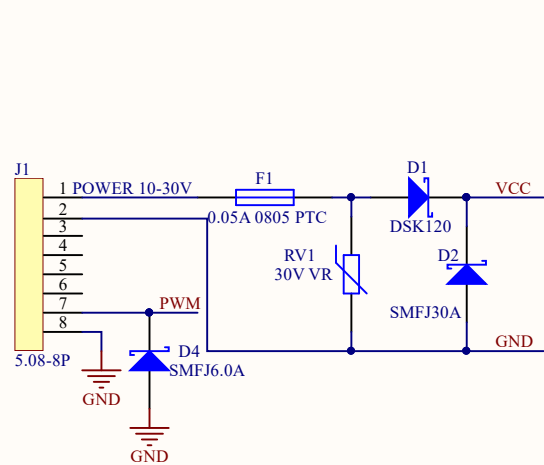 J1
1 POWER 10-30V
2
3
4
5
6
7 PWM
8
5.08-8P
GND
D4
SMFJ6.0A
GND
F1
0.05A 0805 PTC
RV1
30V VR
D1
DSK120
VCC
D2
SMFJ30A
GND